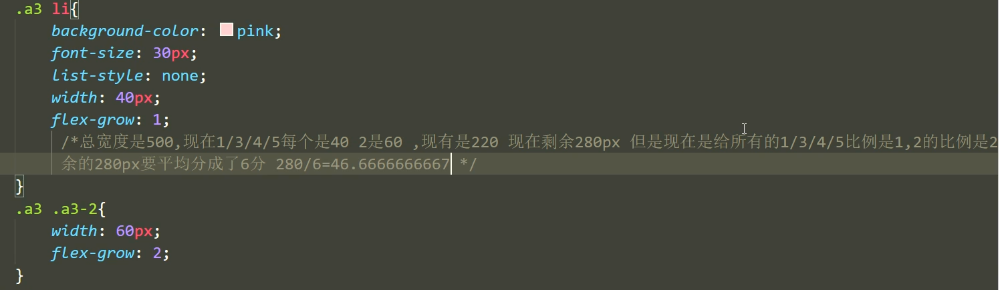 .a3 li{
background-color: pink;
font-size: 30px;
list-style: none;
width: 40px;
flex-grow: 1;
/*总宽度是500,现在1/3/4/5每个是40 2是60 ,现有是220 现在剩余280px 但是现在是给所有的1/3/4/5比例是1,2的比例是2
余的280px要平均分成了6分 280/6=46.6666666667 */
}
.a3 .a3-2{
width: 60px;
flex-grow: 2;
}